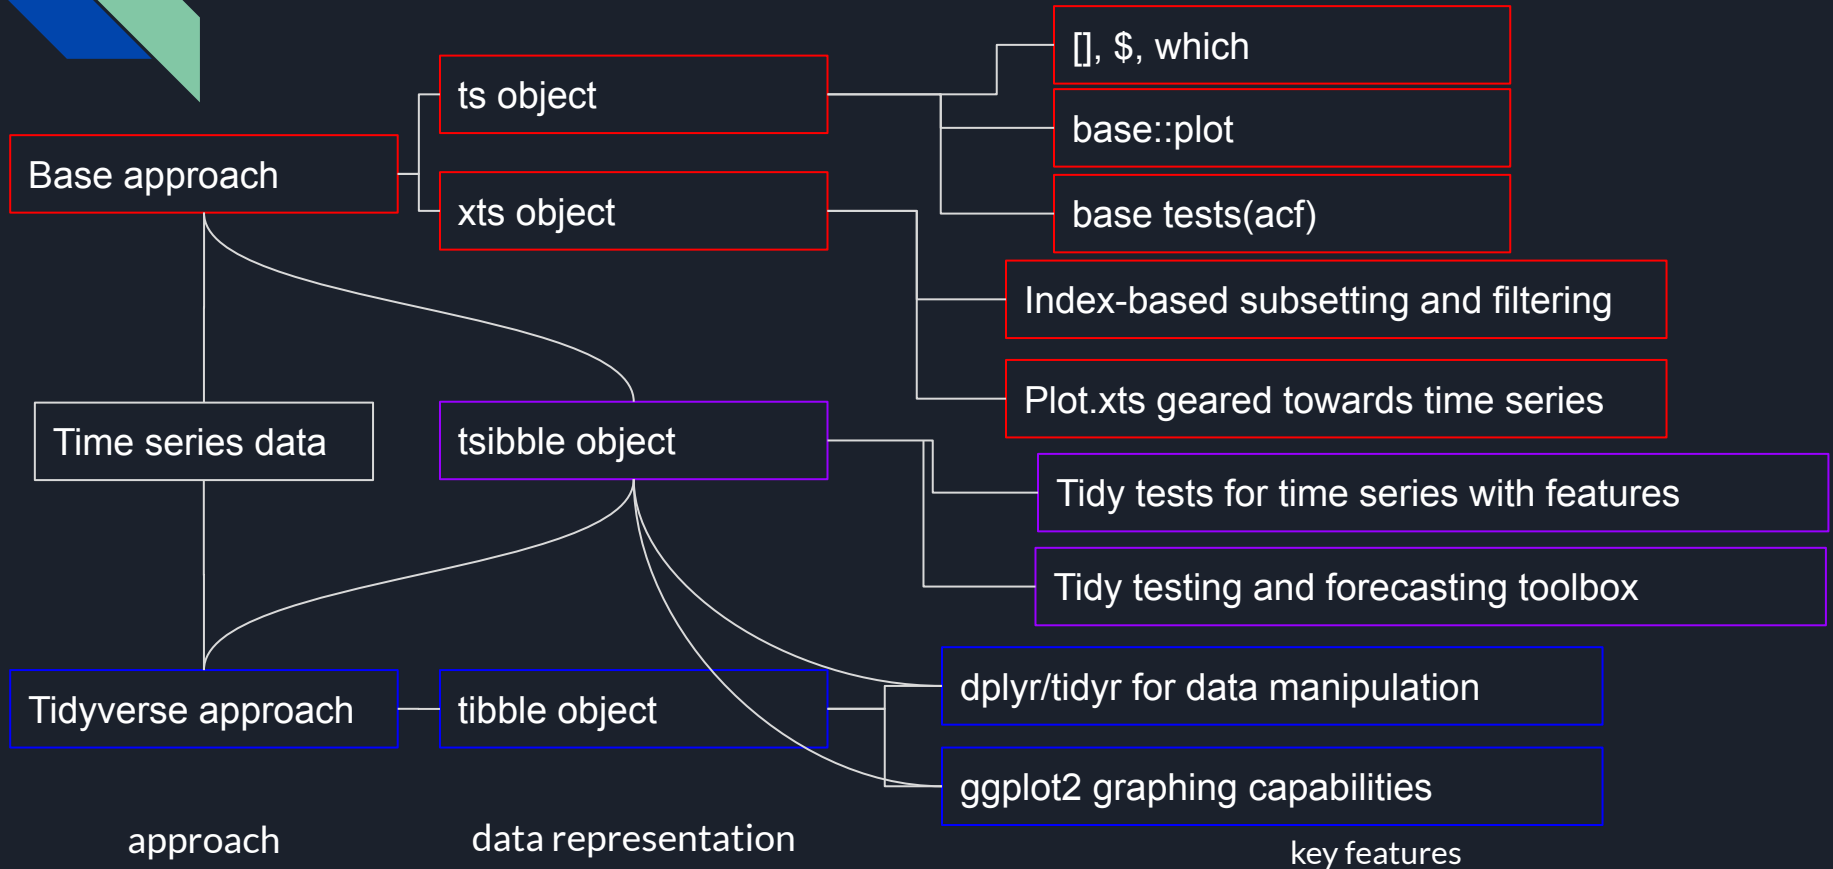 [], $, which
ts object
base::plot
Base approach
xts object
base tests(acf)
Index-based subsetting and filtering
Plot.xts geared towards time series
Time series data
tsibble object
Tidy tests for time series with features
Tidy testing and forecasting toolbox
Tidyverse approach
tibble object
dplyr/tidyr for data manipulation
ggplot2 graphing capabilities
approach
data representation
key features